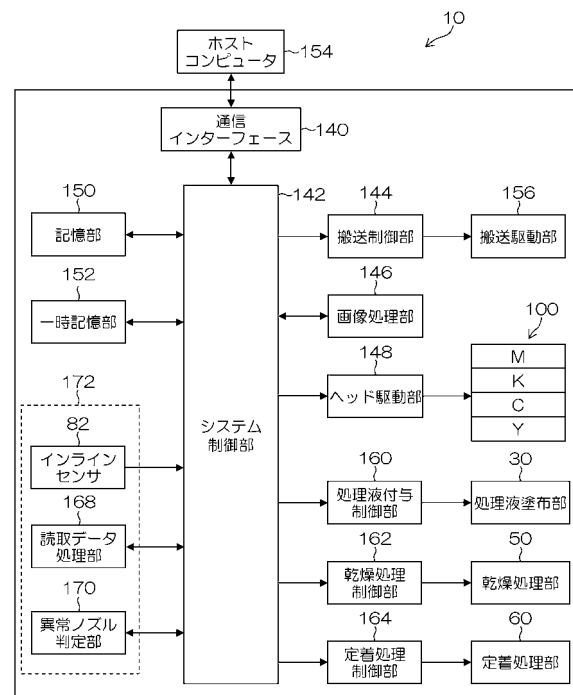 10
ホスト
コンピュータ
154
通信
インターフェース
140
142
150
記憶部
144
搬送制御部
156
搬送駆動部
152
一時記憶部
146
画像処理部
148
ヘッド駆動部
100
M
K
C
Y
172
82
インライン
センサ
システム
制御部
160
処理液付与
制御部
30
処理液塗布部
168
読取データ
処理部
162
乾燥処理
制御部
50
乾燥処理部
170
異常ノズル
判定部
164
定着処理
制御部
60
定着処理部